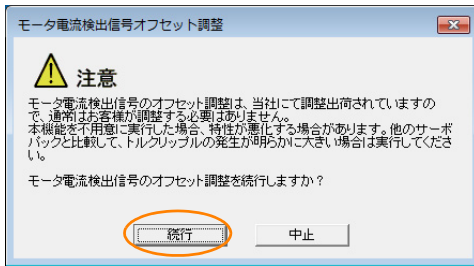 モータ電流検出信号オフセット調整
注意
モータ電流検出信号のオフセット調整は、当社にて調整出荷されていますの
で、通常はお客様が調整する必要はありません。
本機能を不用意に実行した場合、特性が悪化する場合があります。他のサーボ
パックと比較して、トルクリップルの発生が明らかに大きい場合は実行してくださ
い。
モータ電流検出信号のオフセット調整を続行しますか？
続行
中止